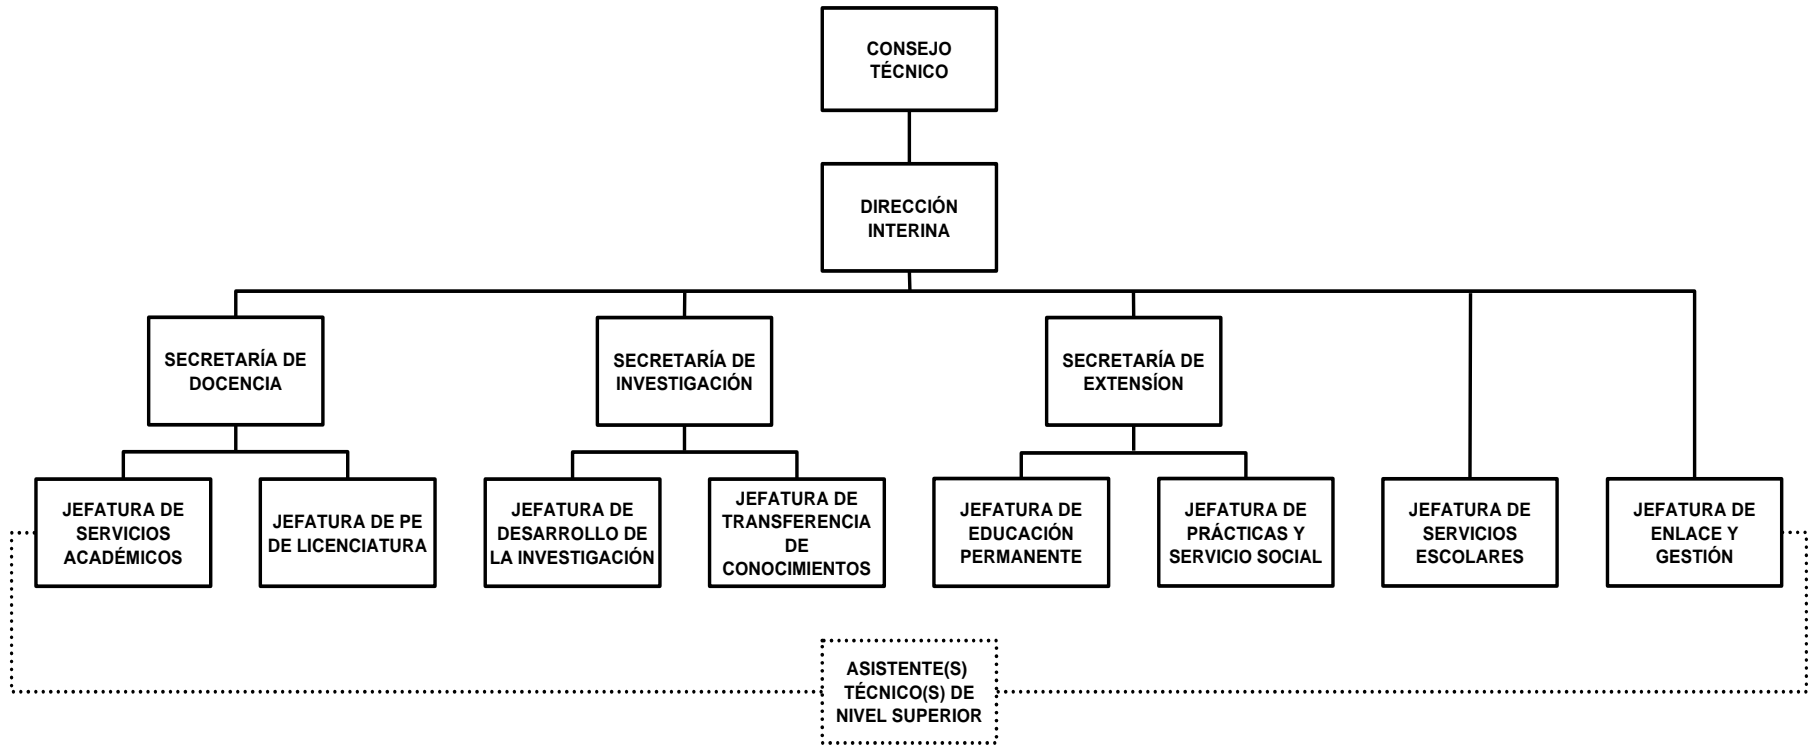 CONSEJO
TÉCNICO
DIRECCIÓN
INTERINA
SECRETARÍA DE
DOCENCIA
SECRETARÍA DE
INVESTIGACIÓN
SECRETARÍA DE
EXTENSÍON
JEFATURA DE
SERVICIOS
ACADÉMICOS
JEFATURA DE PE
DE LICENCIATURA
JEFATURA DE
DESARROLLO DE
LA INVESTIGACIÓN
JEFATURA DE
TRANSFERENCIA
DE
CONOCIMIENTOS
JEFATURA DE
EDUCACIÓN
PERMANENTE
JEFATURA DE
PRÁCTICAS Y
SERVICIO SOCIAL
JEFATURA DE
SERVICIOS
ESCOLARES
JEFATURA DE
ENLACE Y
GESTIÓN
ASISTENTE(S)
TÉCNICO(S) DE
NIVEL SUPERIOR